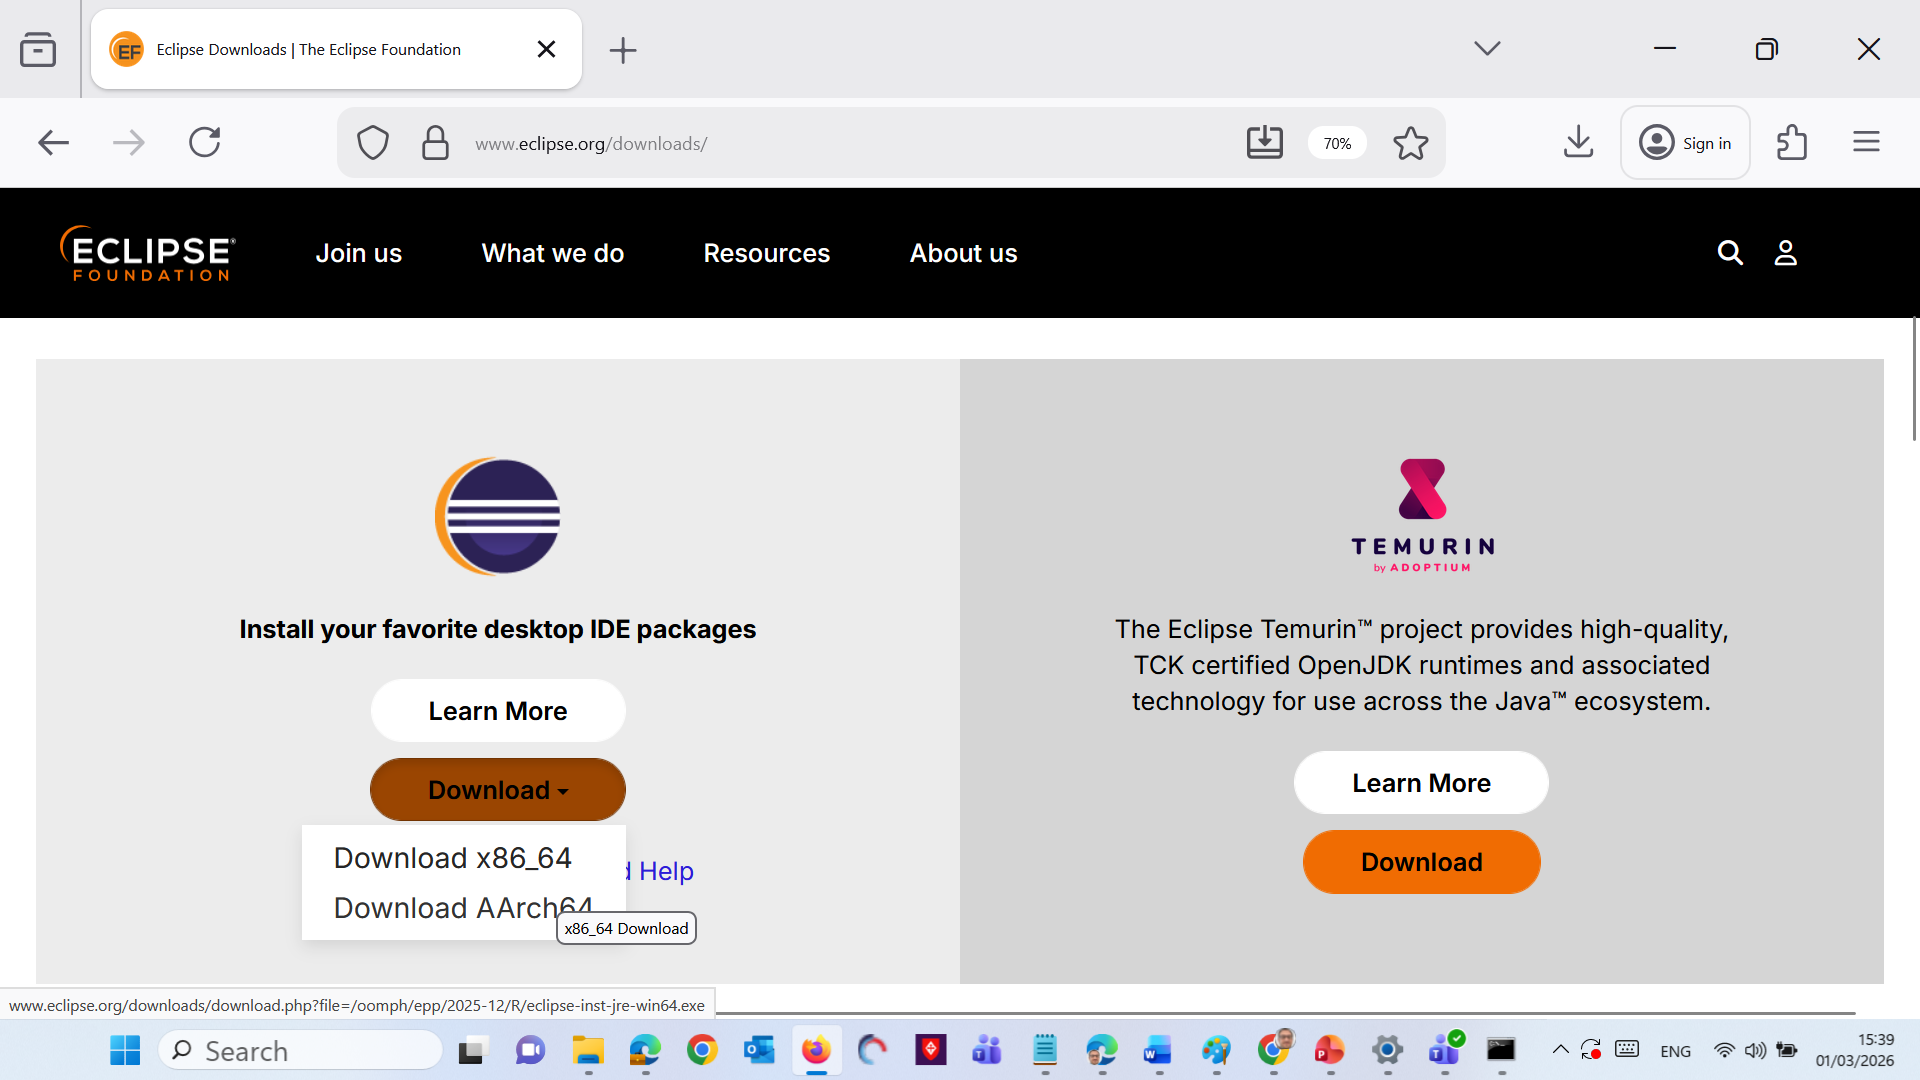 EF Eclipse Downloads | The Eclipse Foundation
www.eclipse.org/downloads/
70%
Sign in
ECLIPSE
FOUNDATION
Join us
What we do
Resources
About us
Install your favorite desktop IDE packages
Learn More
Download
Download x86_64
d Help
Download AArch64
x86_64 Download
TEMURIN
by ADOPTIUM
The Eclipse Temurin™ project provides high-quality,
TCK certified OpenJDK runtimes and associated
technology for use across the Java™ ecosystem.
Learn More
Download
www.eclipse.org/downloads/download.php?file=/oomph/epp/2025-12/R/eclipse-inst-jre-win64.exe
Search
ENG
15:39
01/03/2026